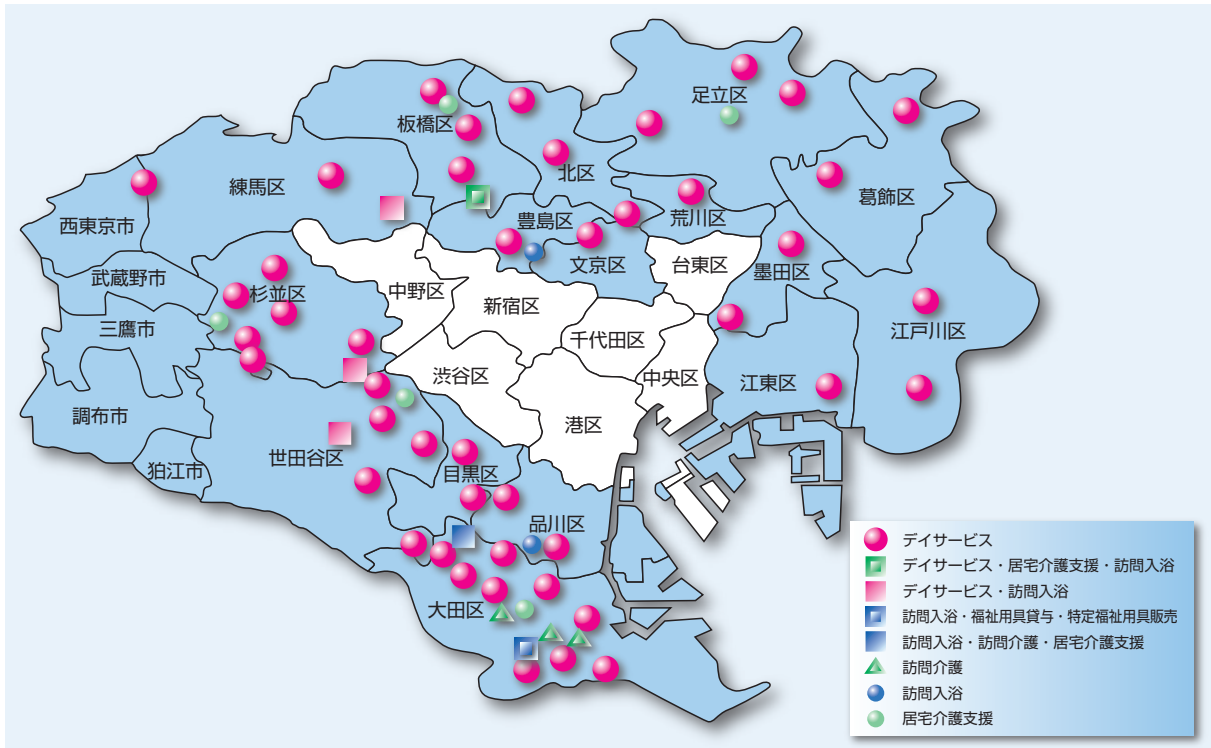 足立区
板橋区
北区
練馬区
葛飾区
荒川区
豊島区
西東京市
文京区
台東区
墨田区
武蔵野市
中野区
杉並区
新宿区
三鷹市
江戸川区
千代田区
渋谷区
中央区
江東区
調布市
港区
世田谷区
狛江市
目黒区
品川区
大田区
デイサービス
デイサービス・居宅介護支援・訪問入浴
デイサービス・訪問入浴
訪問入浴・福祉用具貸与・特定福祉用具販売
訪問入浴・訪問介護・居宅介護支援
訪問介護
訪問入浴
居宅介護支援